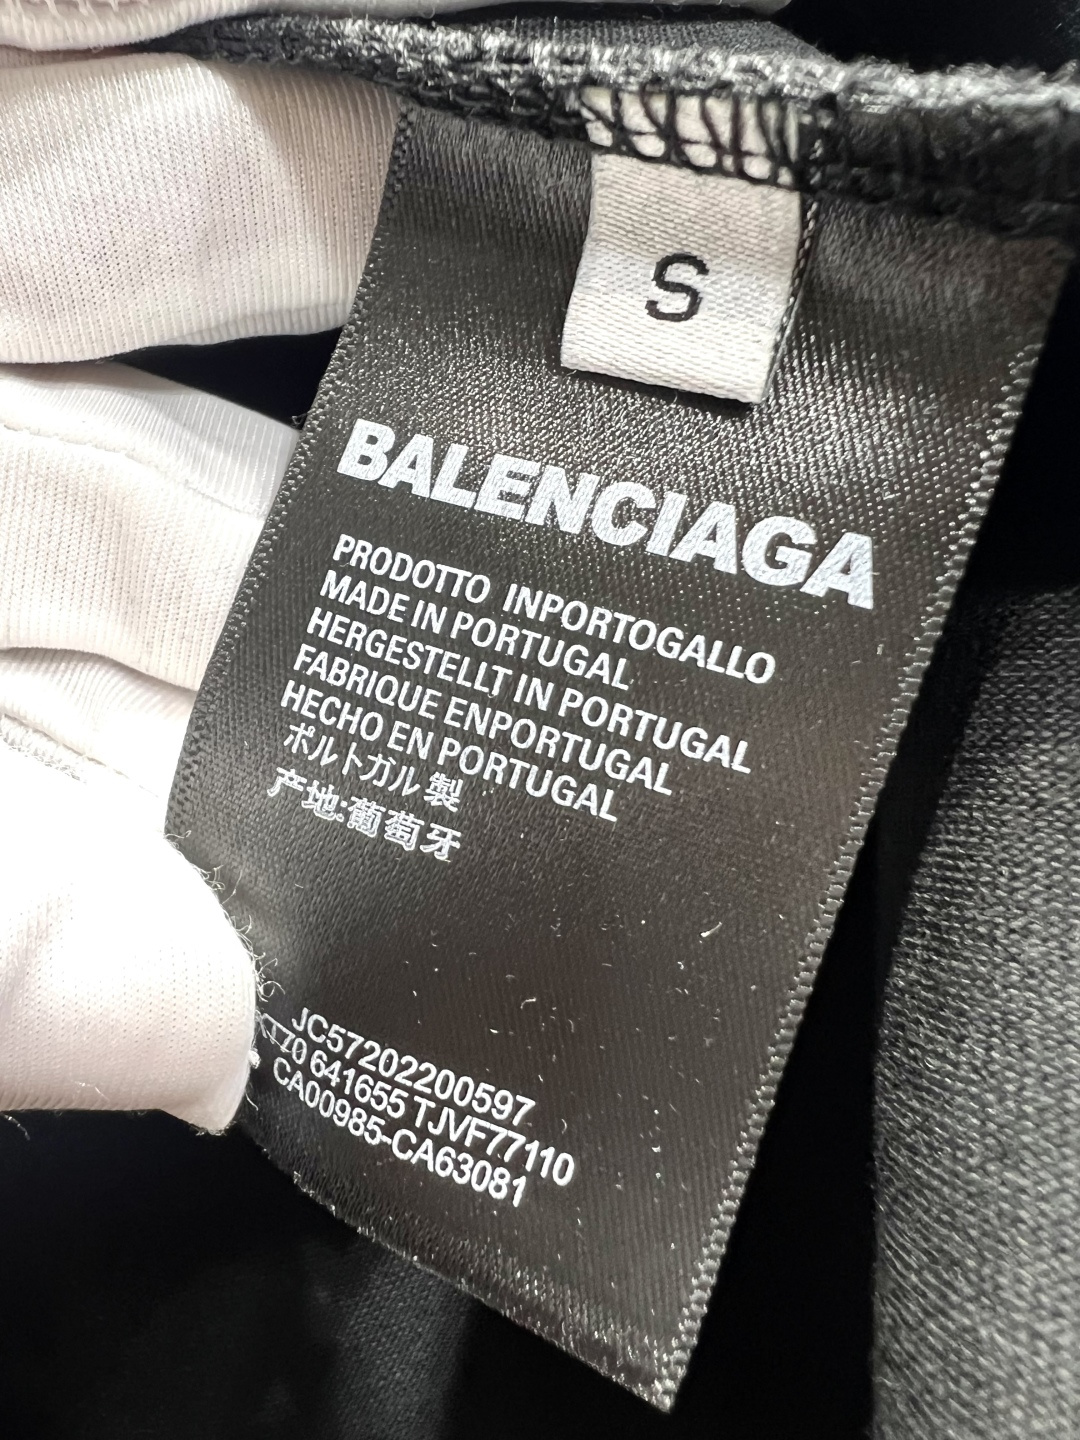 S
BALENCIAGA
PRODOTTO INPORTOGALLO
MADE IN PORTUGAL
HERGESTELLT IN PORTUGAL
FABRIQUE ENPORTUGAL
HECHO EN PORTUGAL
ポルトガル製
产地:葡萄牙
JC57202200597
641655 TJVF77110
CA00985-CA63081